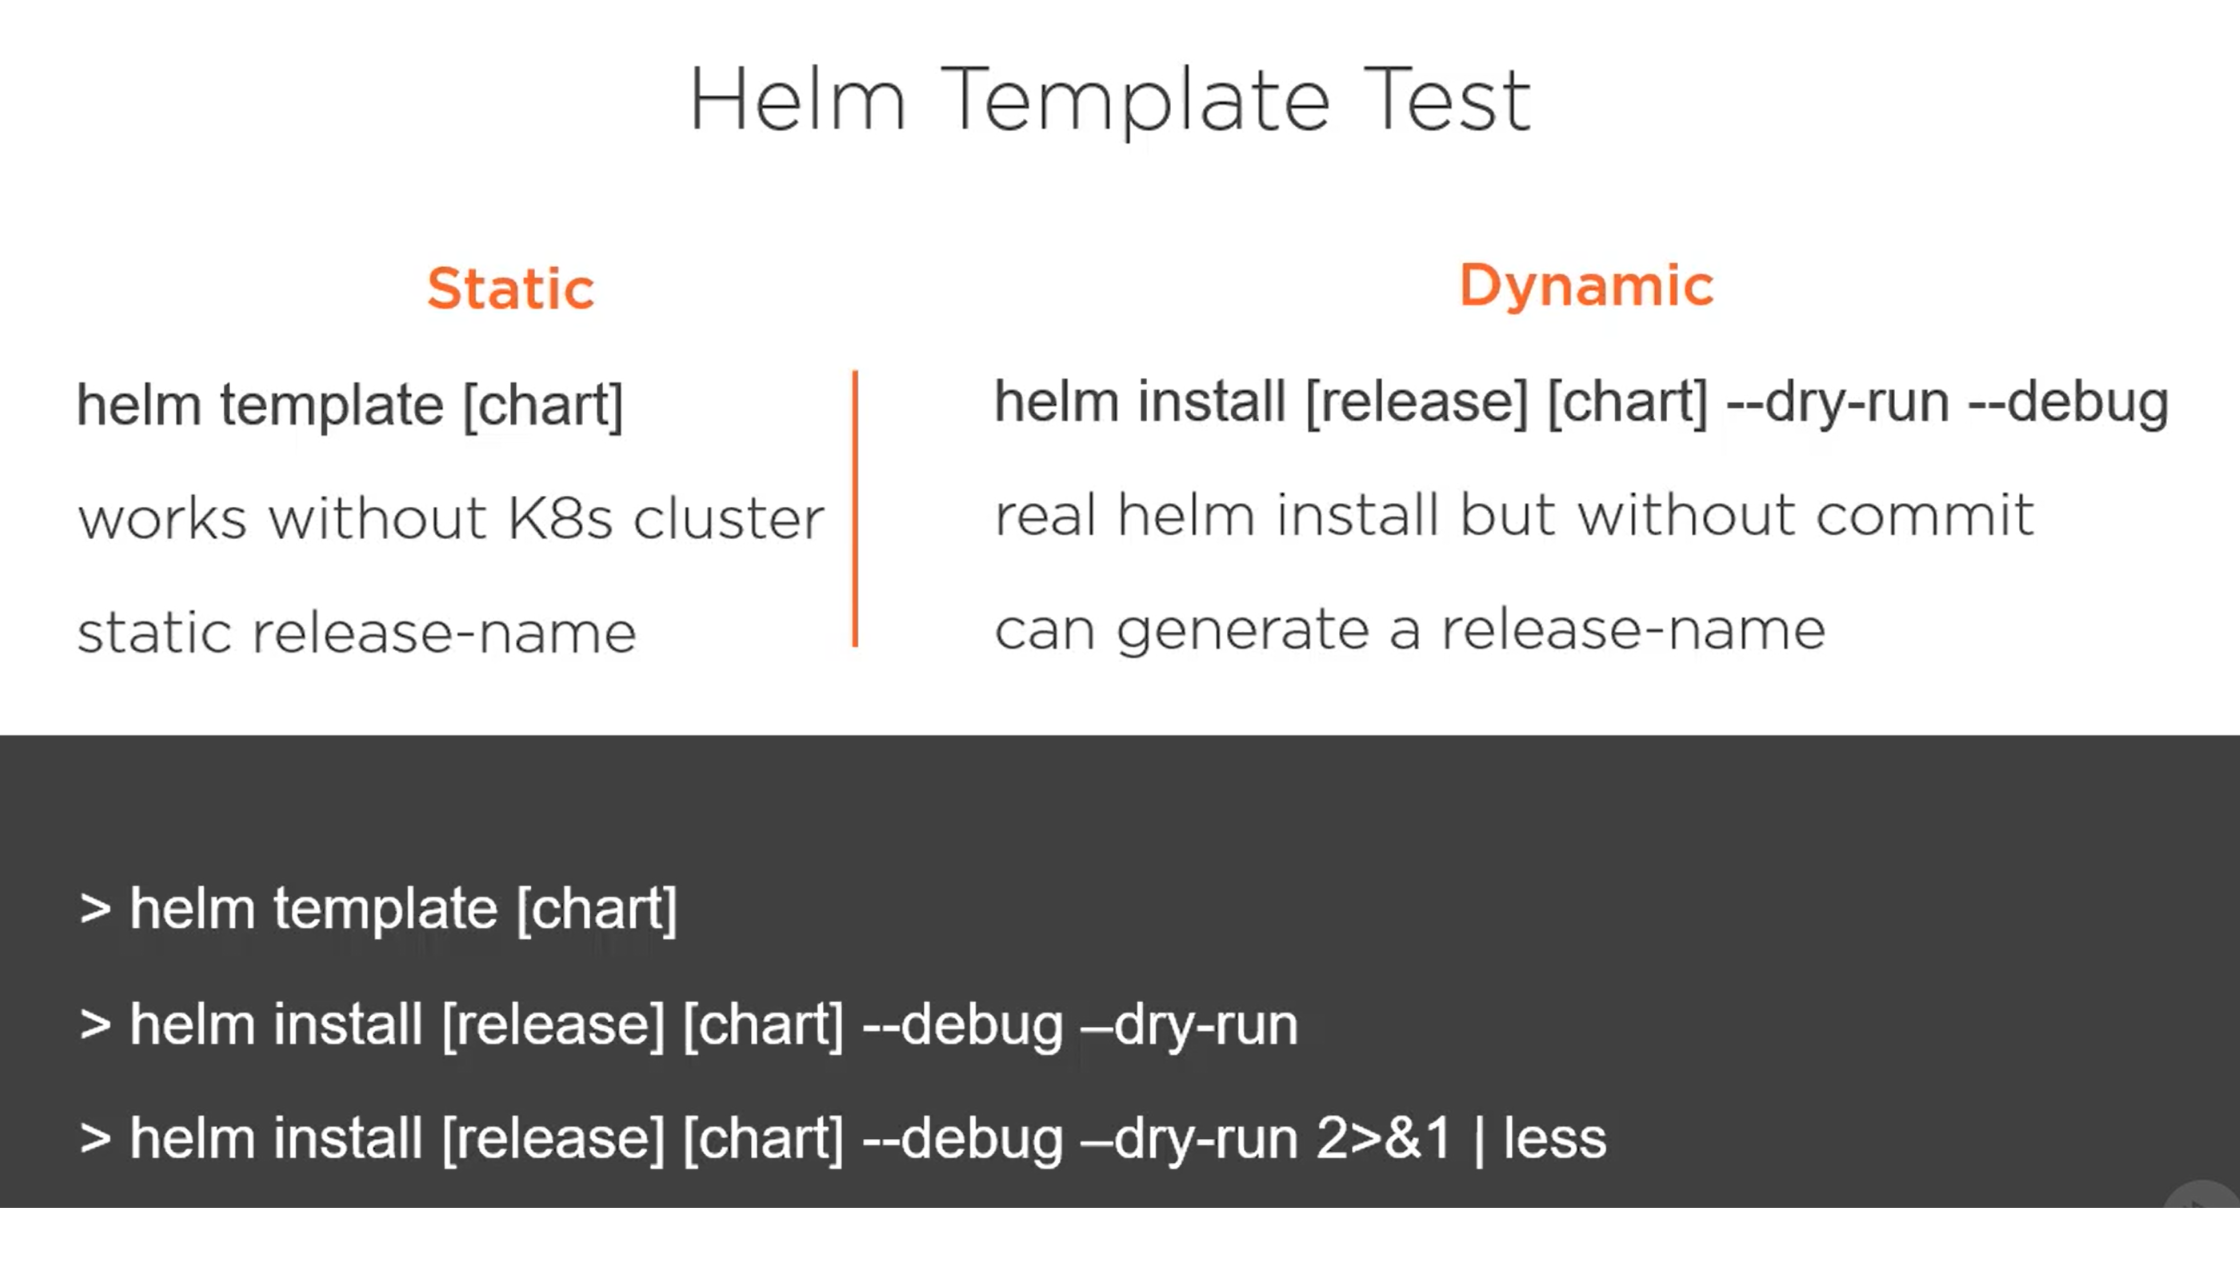 Helm Template Test
Static
helm template [chart]
works without K8s cluster
static release-name
Dynamic
helm install [release] [chart] --dry-run --debug
real helm install but without commit
can generate a release-name
> helm template [chart]
> helm install [release] [chart] --debug –dry-run
> helm install [release] [chart] --debug –dry-run 2>&1 | less